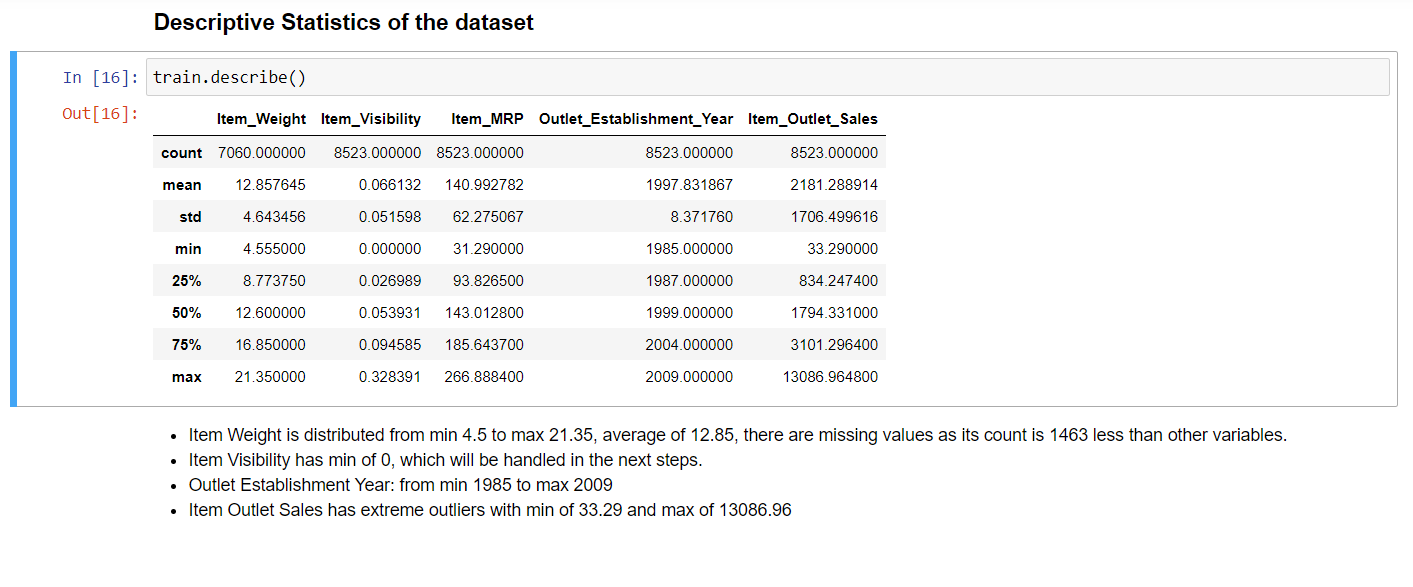 Descriptive Statistics of the dataset
In [16]: train.describe()
Out[16]:
Item_Weight Item_Visibility Item_MRP Outlet_Establishment_Year Item_Outlet_Sales
count 7060.000000 8523.000000 8523.000000 8523.000000 8523.000000
mean 12.857645 0.066132 140.992782 1997.831867 2181.288914
std 4.643456 0.051598 62.275067 8.371760 1706.499616
min 4.555000 0.000000 31.290000 1985.000000 33.290000
25% 8.773750 0.026989 93.826500 1987.000000 834.247400
50% 12.600000 0.053931 143.012800 1999.000000 1794.331000
75% 16.850000 0.094585 185.643700 2004.000000 3101.296400
max 21.350000 0.328391 266.888400 2009.000000 13086.964800
• Item Weight is distributed from min 4.5 to max 21.35, average of 12.85, there are missing values as its count is 1463 less than other variables.
• Item Visibility has min of 0, which will be handled in the next steps.
• Outlet Establishment Year: from min 1985 to max 2009
• Item Outlet Sales has extreme outliers with min of 33.29 and max of 13086.96